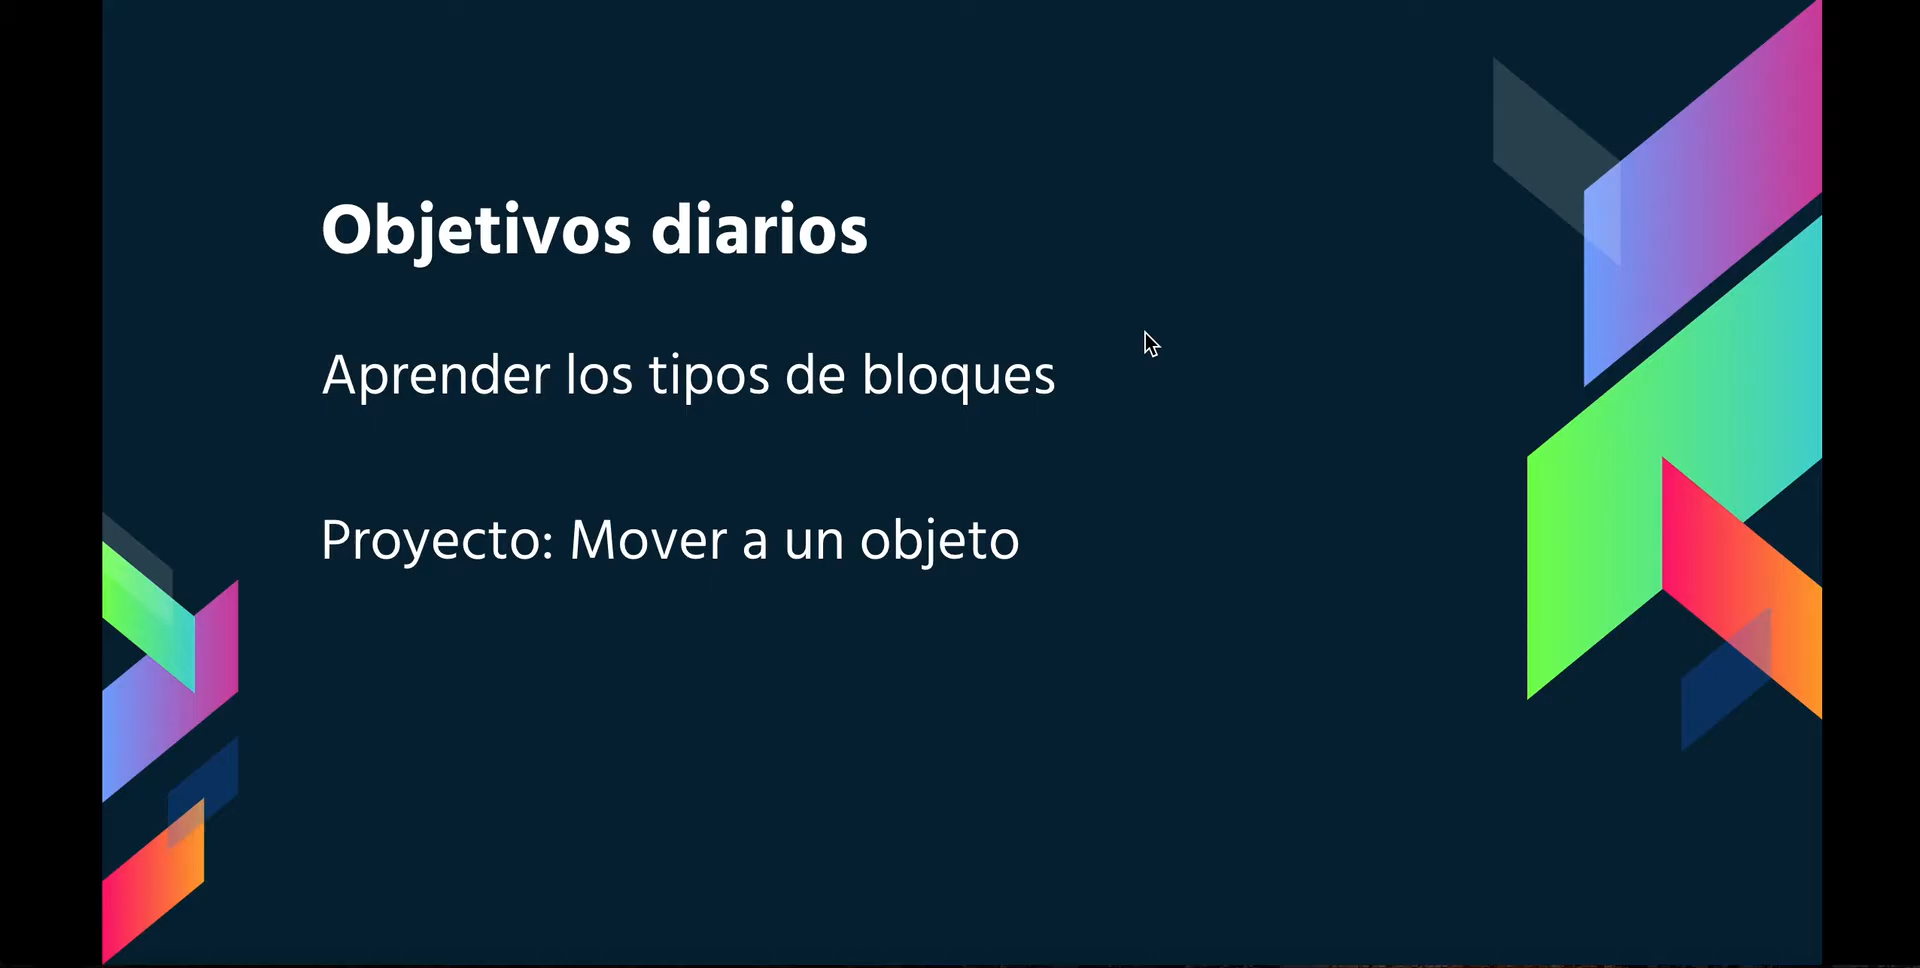 Objetivos diarios
Aprender los tipos de bloques
Proyecto: Mover a un objeto